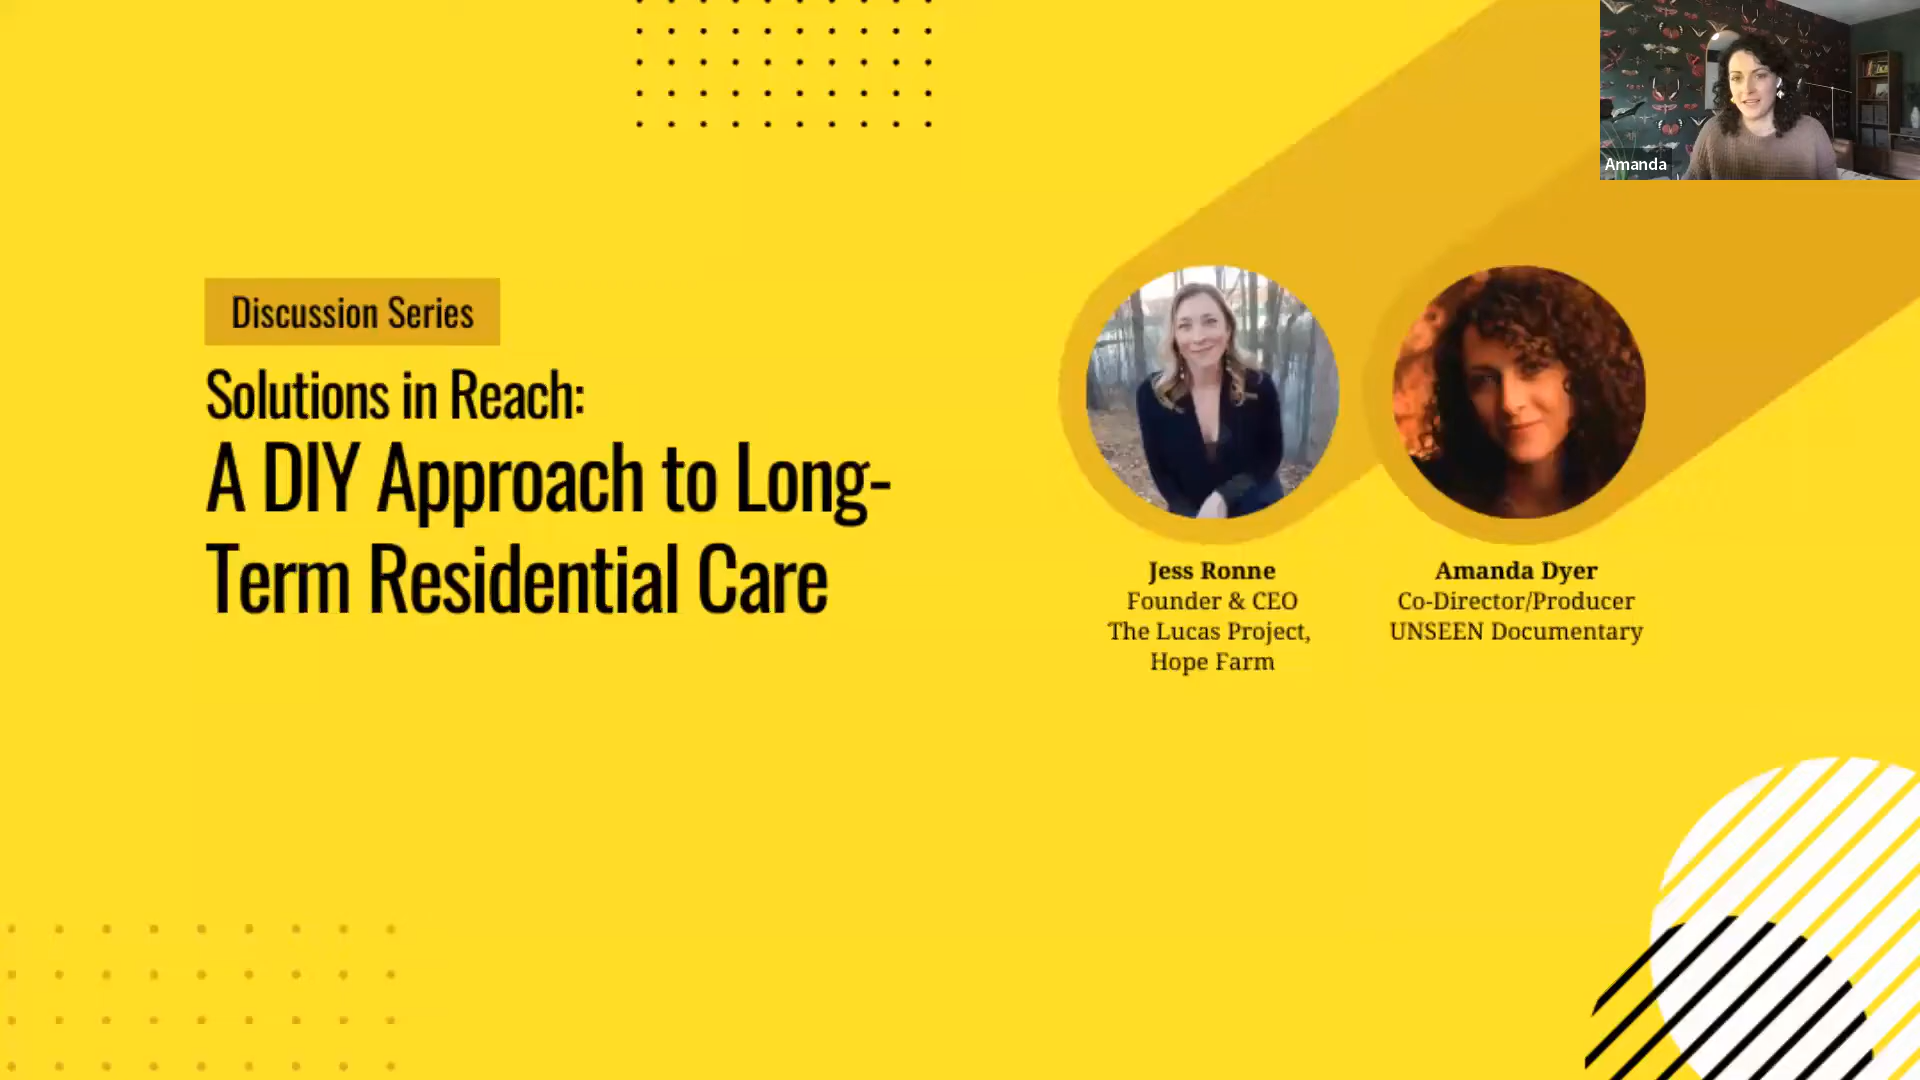 Amanda
Discussion Series
Solutions in Reach:
A DIY Approach to Long-
Term Residential Care
Jess Ronne
Founder & CEO
The Lucas Project,
Hope Farm
Amanda Dyer
Co-Director/Producer
UNSEEN Documentary